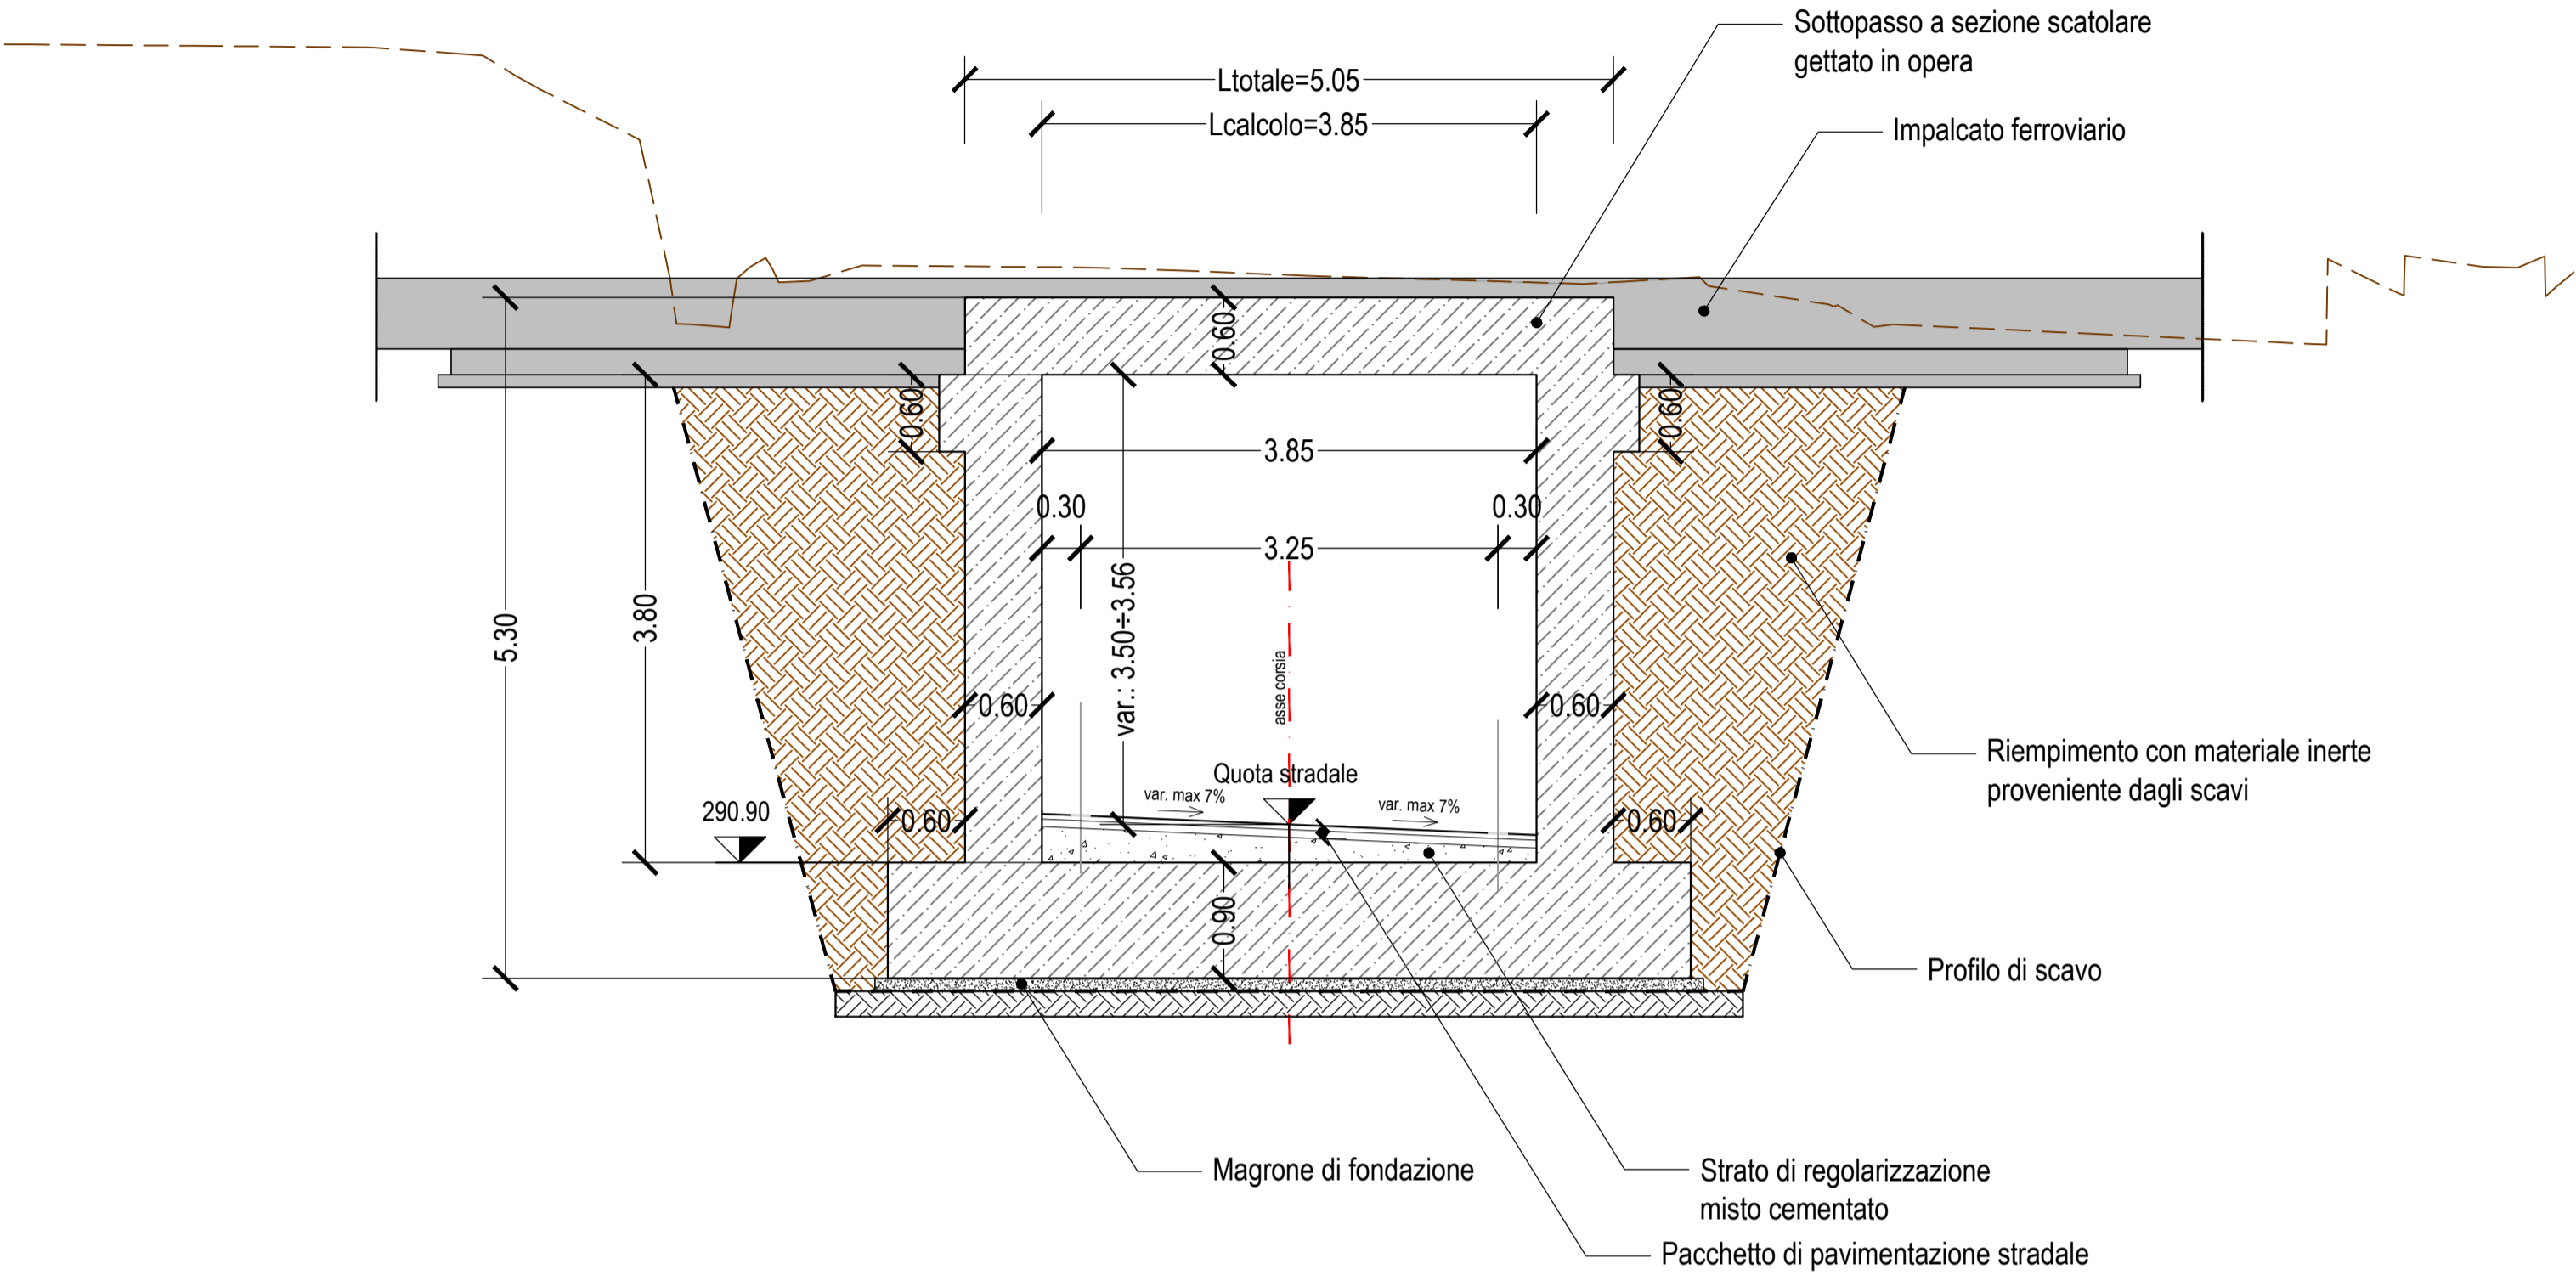 Sottopasso a sezione scatolare
gettato in opera
Ltotale=5.05
Lcalcolo=3.85
Impalcato ferroviario
0.60
0.60
0.60
3.85
0.30
0.30
3.25
var.: 3.50÷3.56
5.30
3.80
asse corsia
0.60
0.60
Riempimento con materiale inerte
proveniente dagli scavi
Quota stradale
var. max 7%
var. max 7%
290.90
0.60
0.60
0.90
Profilo di scavo
Magrone di fondazione
Strato di regolarizzazione
misto cementato
Pacchetto di pavimentazione stradale